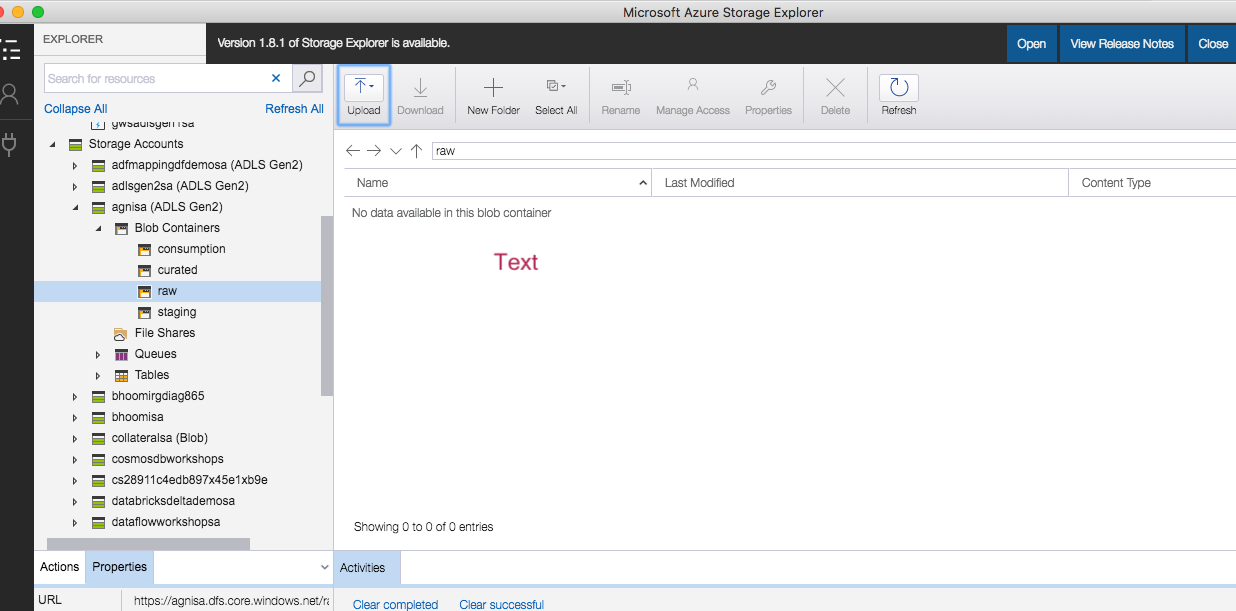 Microsoft Azure Storage Explorer
EXPLORER
Version 1.8.1 of Storage Explorer is available.
Open
View Release Notes
Close
Search for resources
Collapse All
Refresh All
Upload
Download
New Folder
Select All
Rename
Manage Access
Properties
Delete
Refresh
gwsadlsgen1sa
Storage Accounts
adfmappingdfdemosa (ADLS Gen2)
adlsgen2sa (ADLS Gen2)
agnisa (ADLS Gen2)
Blob Containers
consumption
curated
raw
staging
File Shares
Queues
Tables
bhoomirgdiag865
bhoomisa
collateralsa (Blob)
cosmosdbworkshops
cs28911c4edb897x45e1xb9e
databricksdeltademosa
dataflowworkshopsa
raw
Name
Last Modified
Content Type
No data available in this blob container
Text
Showing 0 to 0 of 0 entries
Actions
Properties
Activities
URL
https://agnisa.dfs.core.windows.net/ra
Clear completed
Clear successful